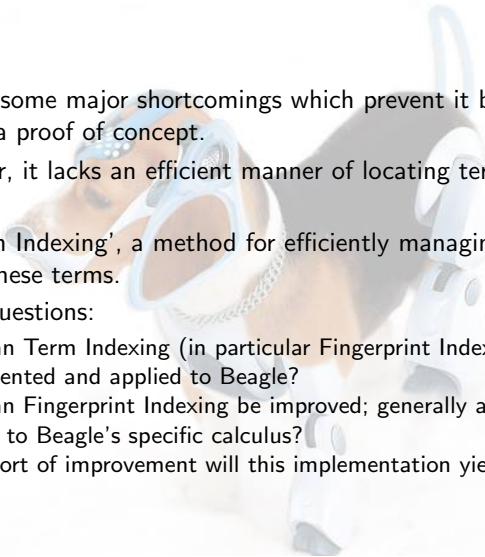 some major shortcomings which prevent it b
a proof of concept.
r, it lacks an efficient manner of locating ter
n Indexing', a method for efficiently managin
hese terms.
uestions:
an Term Indexing (in particular Fingerprint Index
ented and applied to Beagle?
an Fingerprint Indexing be improved; generally a
to Beagle's specific calculus?
ort of improvement will this implementation yie